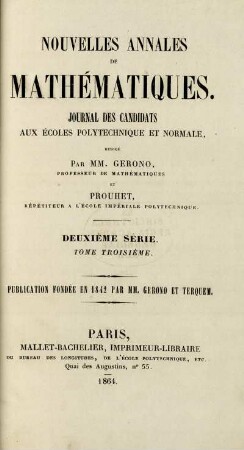 NOUVELLES ANNALES
DE
MATHÉMATIQUES.
JOURNAL DES CANDIDATS
AUX ÉCOLES POLYTECHNIQUE ET NORMALE,
RÉDIGÉ
PAR MM. GERONO,
PROFESSEUR DE MATHÉMATIQUES
ET
PROUHET,
RÉPÉTITEUR A L'ÉCOLE IMPÉRIALE POLYTECHNIQUE.
DEUXIÈME SÉRIE.
TOME TROISIÈME.
PUBLICATION FONDÉE EN 1842 PAR MM. GERONO ET TERQUEM.
PARIS,
MALLET-BACHELIER, IMPRIMEUR-LIBRAIRE
DU BUREAU DES LONGITUDES, DE L'ÉCOLE POLYTECHNIQUE, ETC.
Quai des Augustins, n° 55.
1864.